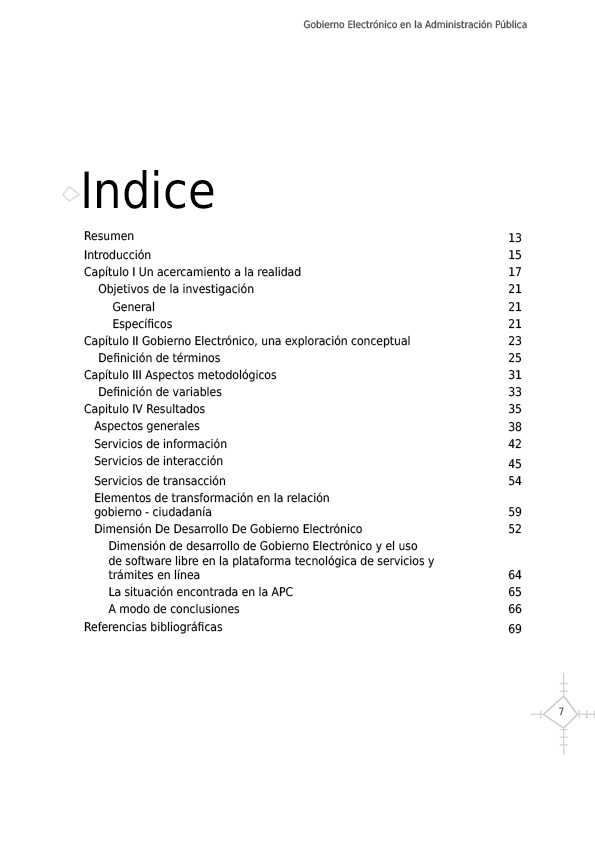 Gobierno Electrónico en la Administración Pública
Indice
Resumen 13
Introducción 15
Capítulo I Un acercamiento a la realidad 17
Objetivos de la investigación 21
General 21
Específicos 21
Capítulo II Gobierno Electrónico, una exploración conceptual 23
Definición de términos 25
Capítulo III Aspectos metodológicos 31
Definición de variables 33
Capitulo IV Resultados 35
Aspectos generales 38
Servicios de información 42
Servicios de interacción 45
Servicios de transacción 54
Elementos de transformación en la relación
gobierno - ciudadanía 59
Dimensión De Desarrollo De Gobierno Electrónico 52
Dimensión de desarrollo de Gobierno Electrónico y el uso
de software libre en la plataforma tecnológica de servicios y
trámites en línea 64
La situación encontrada en la APC 65
A modo de conclusiones 66
Referencias bibliográficas 69
7